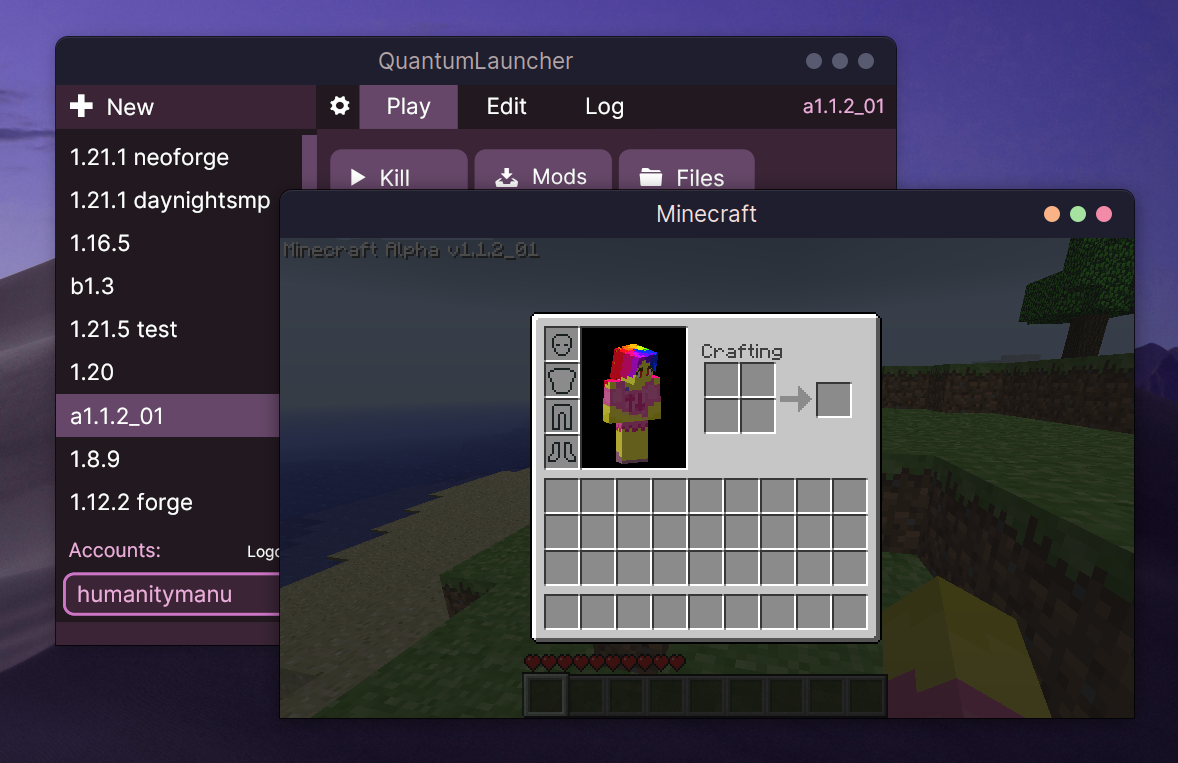 QuantumLauncher
New
Play
Edit
Log
a1.1.2_01
1.21.1 neoforge
Kill
Mods
Files
1.21.1 daynightsmp
1.16.5
b1.3
1.21.5 test
1.20
a1.1.2_01
1.8.9
1.12.2 forge
Accounts:
humanitymanu
Minecraft
Minecraft Alpha v1.1.2_01
Crafting